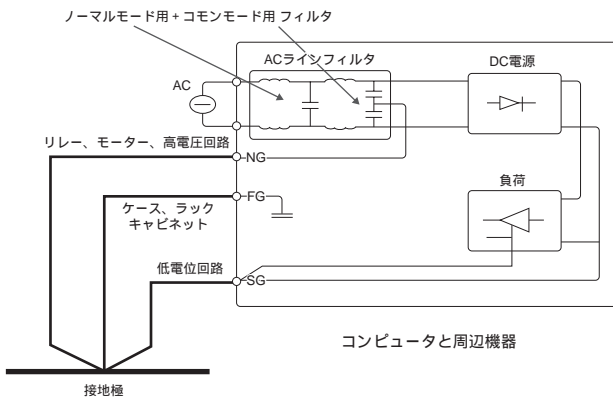 ノーマルモード用 + コモンモード用 フィルタ
ACラインフィルタ
DC電源
AC
リレー、モーター、高電圧回路
NG
負荷
FG
ケース、ラック
キャビネット
低電位回路
SG
コンピュータと周辺機器
接地極